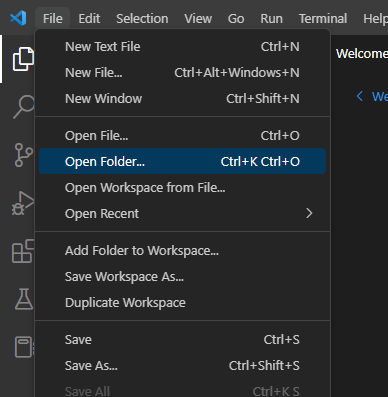 File Edit Selection View Go Run Terminal Help
New Text File Ctrl+N
New File... Ctrl+Alt+Windows+N
New Window Ctrl+Shift+N
Open File... Ctrl+O
Open Folder... Ctrl+K Ctrl+O
Open Workspace from File...
Open Recent
Add Folder to Workspace...
Save Workspace As...
Duplicate Workspace
Save Ctrl+S
Save As... Ctrl+Shift+S
Save All Ctrl+K S
Welcome
We